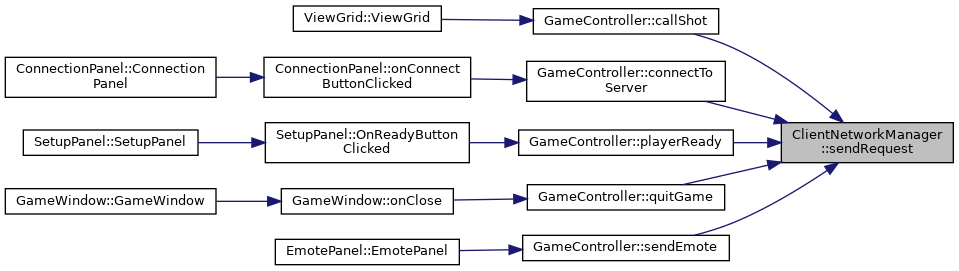 ViewGrid::ViewGrid
GameController::callShot
ConnectionPanel::Connection
Panel
ConnectionPanel::onConnect
ButtonClicked
GameController::connectTo
Server
ClientNetworkManager
::sendRequest
SetupPanel::SetupPanel
SetupPanel::OnReadyButton
Clicked
GameController::playerReady
GameWindow::GameWindow
GameWindow::onClose
GameController::quitGame
EmotePanel::EmotePanel
GameController::sendEmote